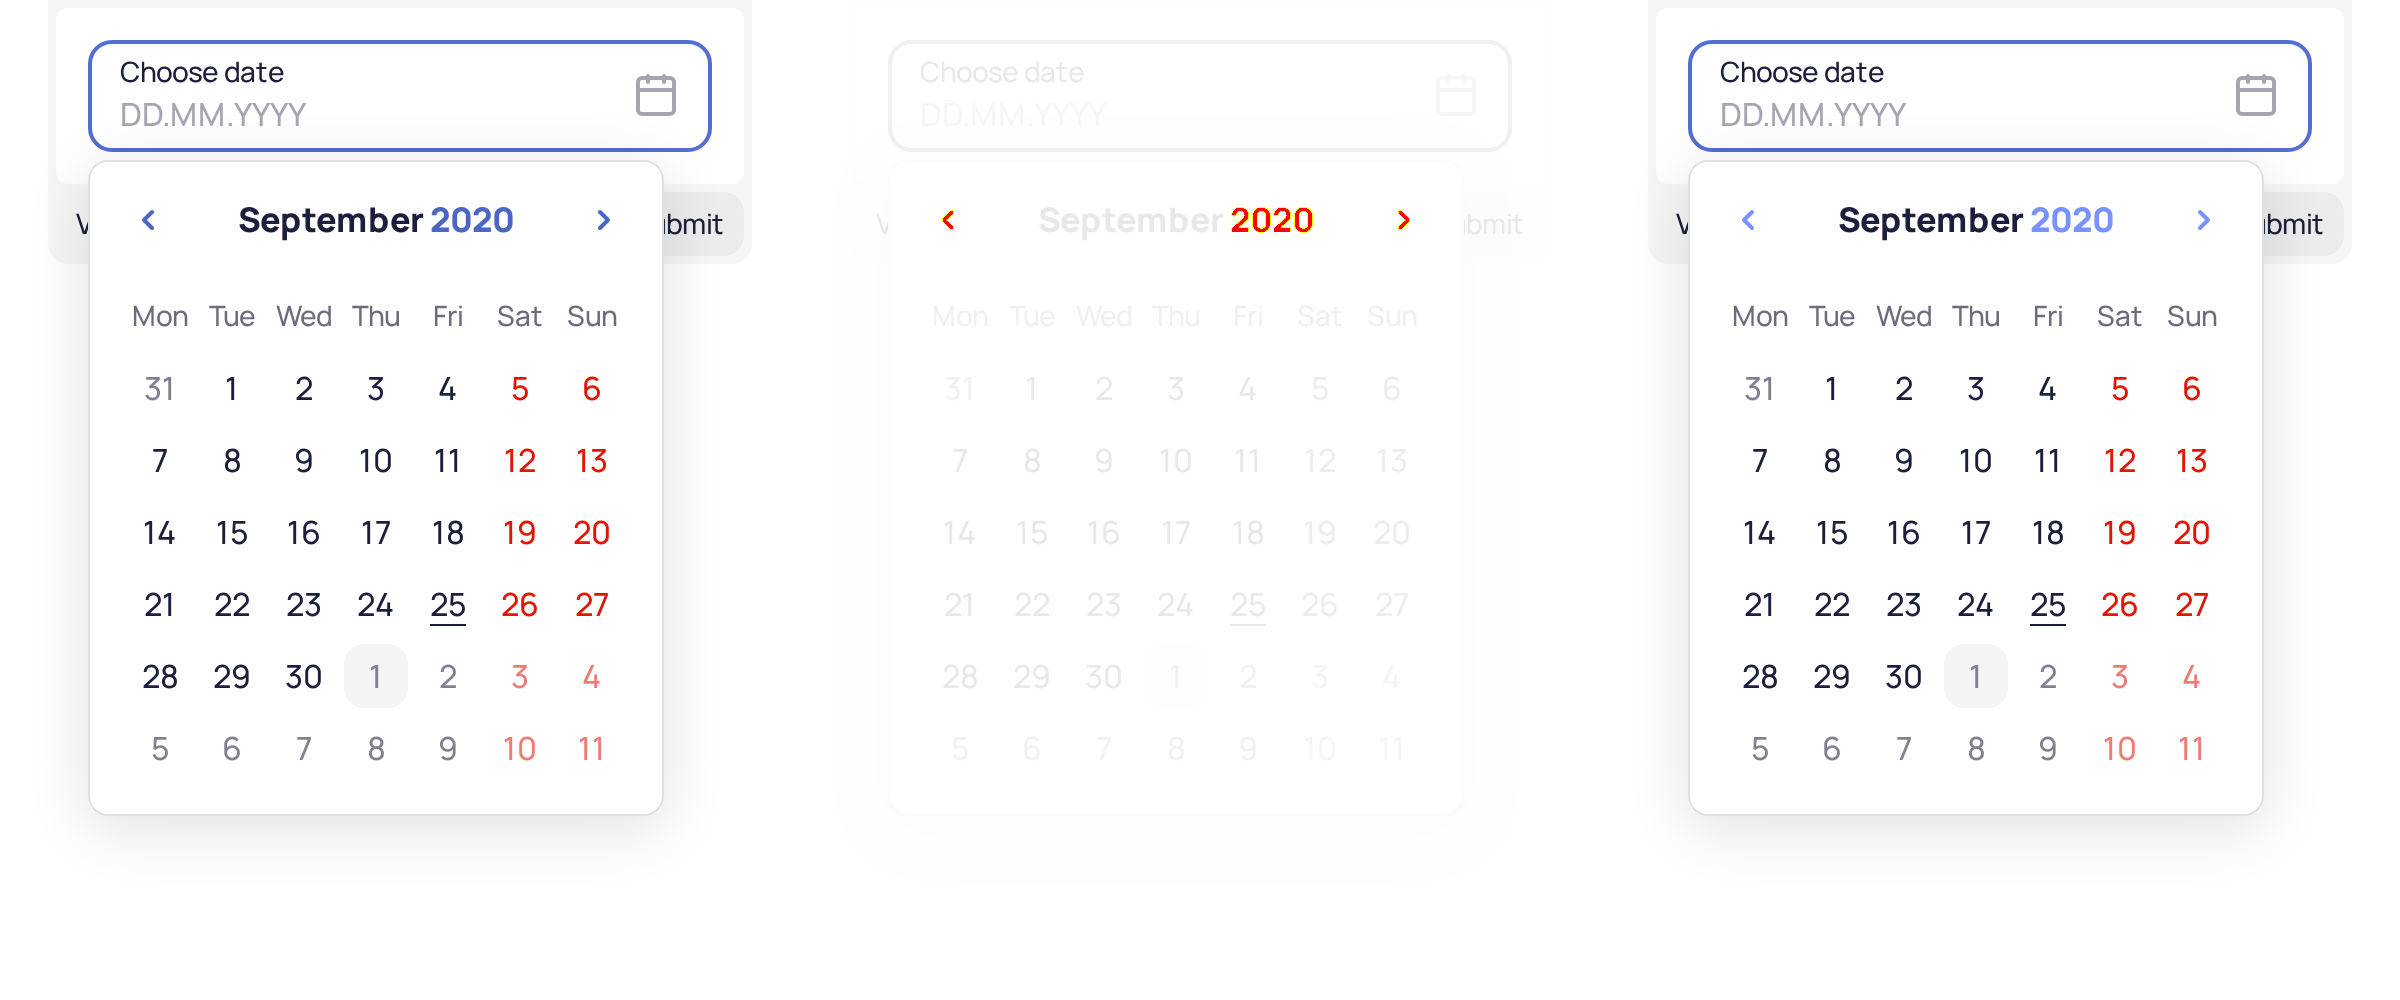 Choose date
DD.MM.YYYY
V
September 2020
bmit
Mon Tue Wed Thu Fri Sat Sun
31 1 2 3 4 5 6
7 8 9 10 11 12 13
14 15 16 17 18 19 20
21 22 23 24 25 26 27
28 29 30 1 2 3 4
5 6 7 8 9 10 11
Choose date
DD.MM.YYYY
V
September 2020
bmit
Mon Tue Wed Thu Fri Sat Sun
31 1 2 3 4 5 6
7 8 9 10 11 12 13
14 15 16 17 18 19 20
21 22 23 24 25 26 27
28 29 30 1 2 3 4
5 6 7 8 9 10 11
Choose date
DD.MM.YYYY
V
September 2020
bmit
Mon Tue Wed Thu Fri Sat Sun
31 1 2 3 4 5 6
7 8 9 10 11 12 13
14 15 16 17 18 19 20
21 22 23 24 25 26 27
28 29 30 1 2 3 4
5 6 7 8 9 10 11